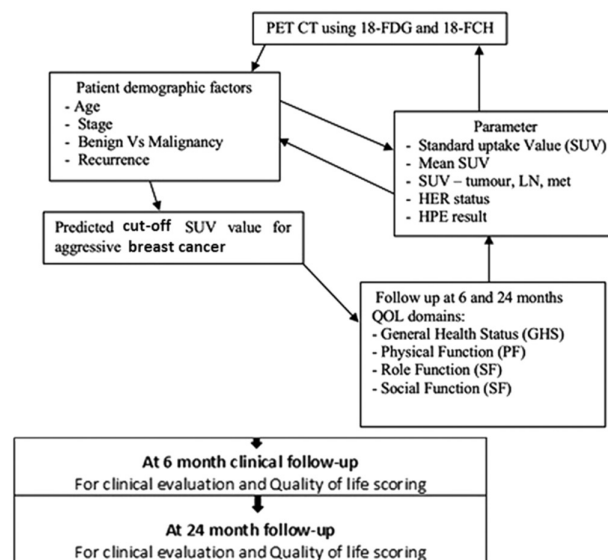 PET CT using 18-FDG and 18-FCH
Patient demographic factors
- Age
- Stage
- Benign Vs Malignancy
- Recurrence
Parameter
- Standard uptake Value (SUV)
- Mean SUV
- SUV – tumour, LN, met
- HER status
- HPE result
Predicted cut-off SUV value for
aggressive breast cancer
Follow up at 6 and 24 months
QOL domains:
- General Health Status (GHS)
- Physical Function (PF)
- Role Function (SF)
- Social Function (SF)
At 6 month clinical follow-up
For clinical evaluation and Quality of life scoring
At 24 month follow-up
For clinical evaluation and Quality of life scoring